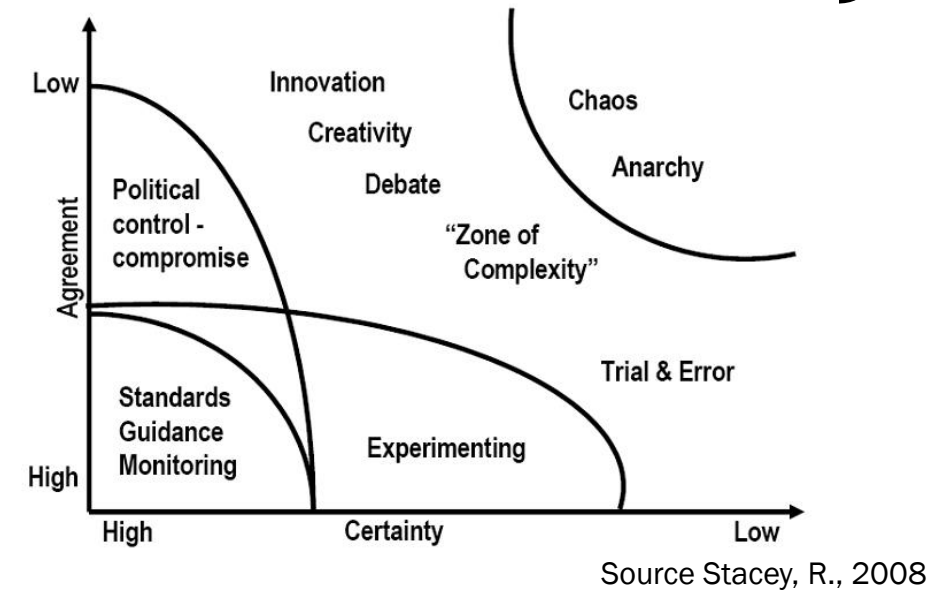 Low
Innovation
Chaos
Creativity
Anarchy
Debate
Political
control -
compromise
“Zone of
Complexity”
Agreement
Trial & Error
Standards
Guidance
Monitoring
Experimenting
High
High
Certainty
Low
Source Stacey, R., 2008